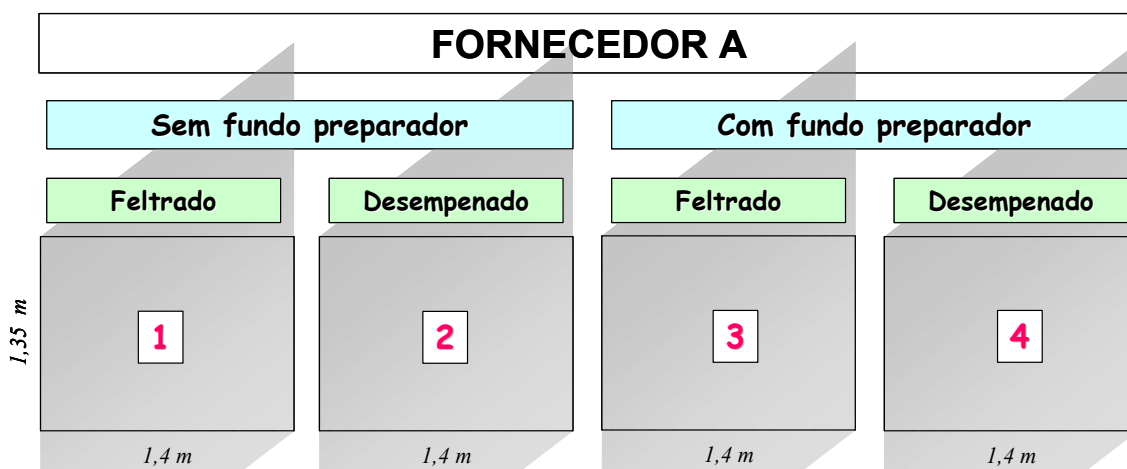 FORNECEDOR A
Sem fundo preparador Com fundo preparador
Feltrado Desempenado Feltrado Desempenado
1,35 m
1 2 3 4
1,4 m 1,4 m 1,4 m 1,4 m